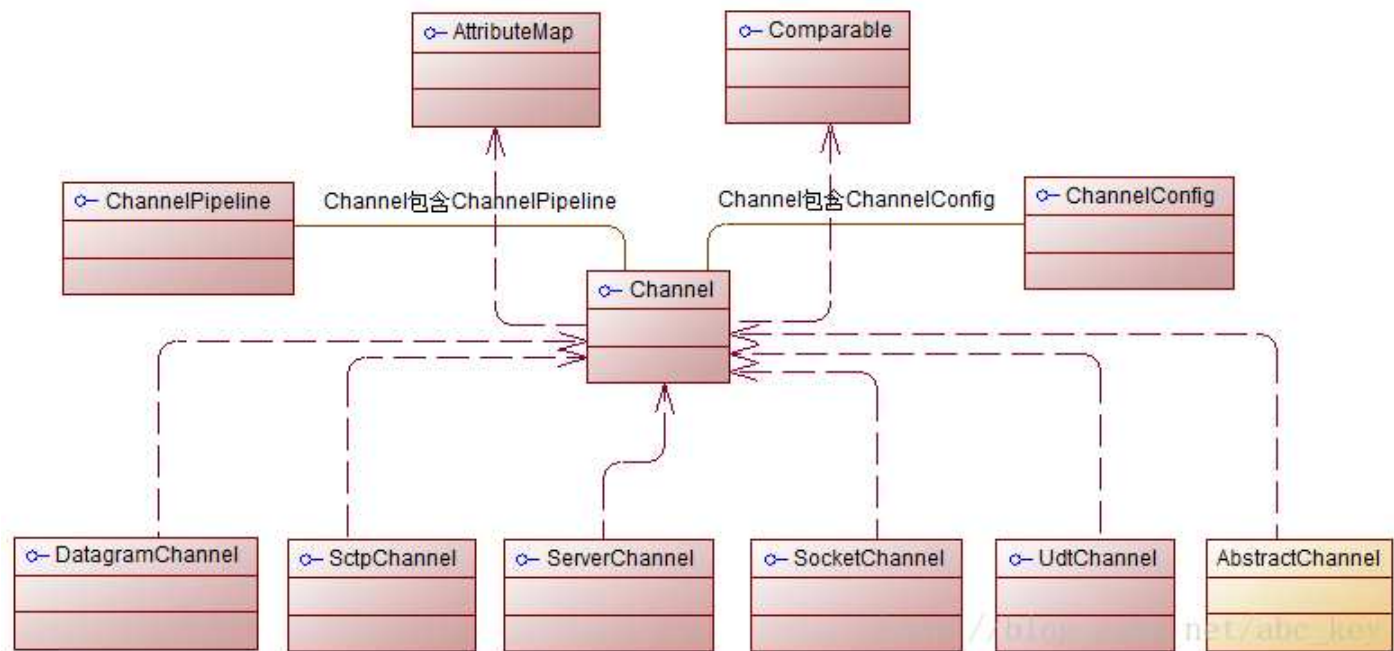 AttributeMap
Comparable
ChannelPipeline
Channel包含ChannelPipeline
Channel包含ChannelConfig
ChannelConfig
Channel
DatagramChannel
SctpChannel
ServerChannel
SocketChannel
UdtChannel
AbstractChannel
net/abc_key